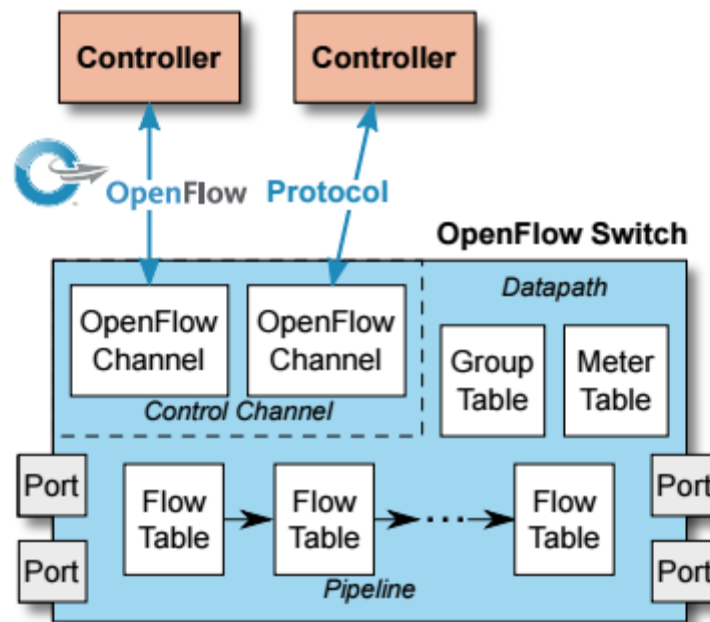 Controller
Controller
OpenFlow
Protocol
OpenFlow Switch
Datapath
OpenFlow
Channel
OpenFlow
Channel
Control Channel
Group
Table
Meter
Table
Port
Port
Flow
Table
Flow
Table
...
Flow
Table
Port
Port
Pipeline